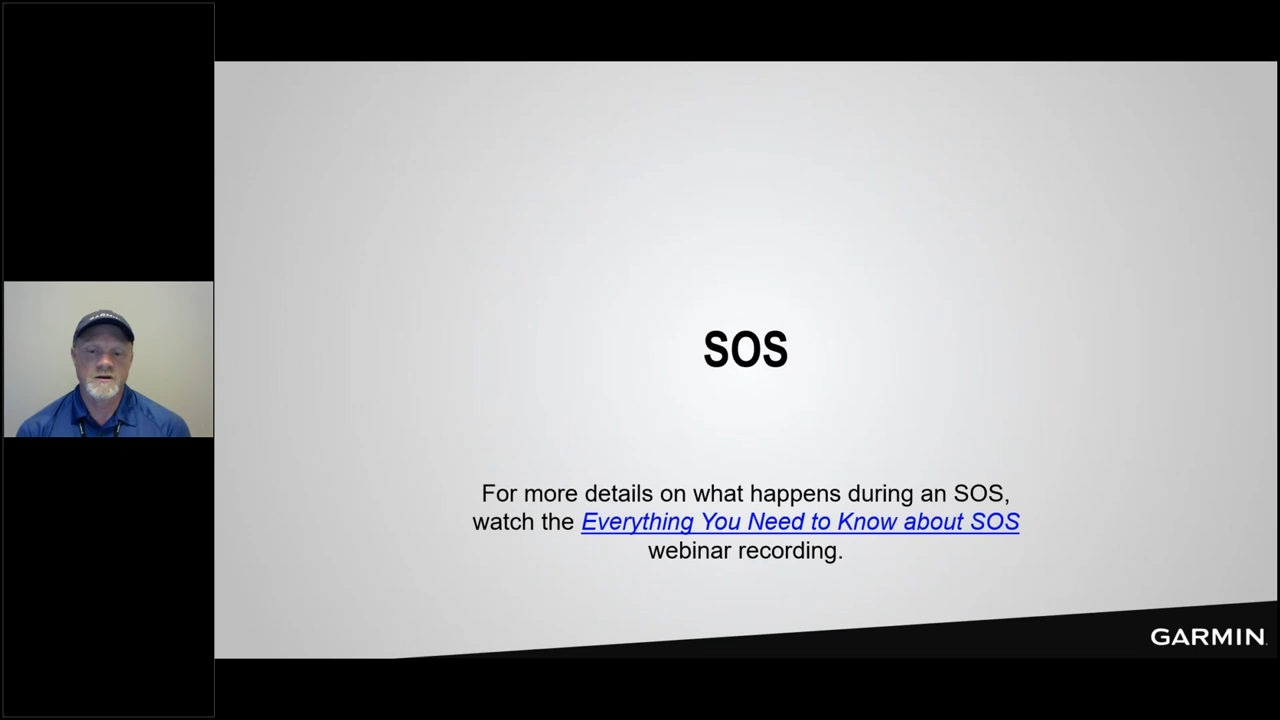 SOS
For more details on what happens during an SOS,
watch the Everything You Need to Know about SOS
webinar recording.
GARMIN